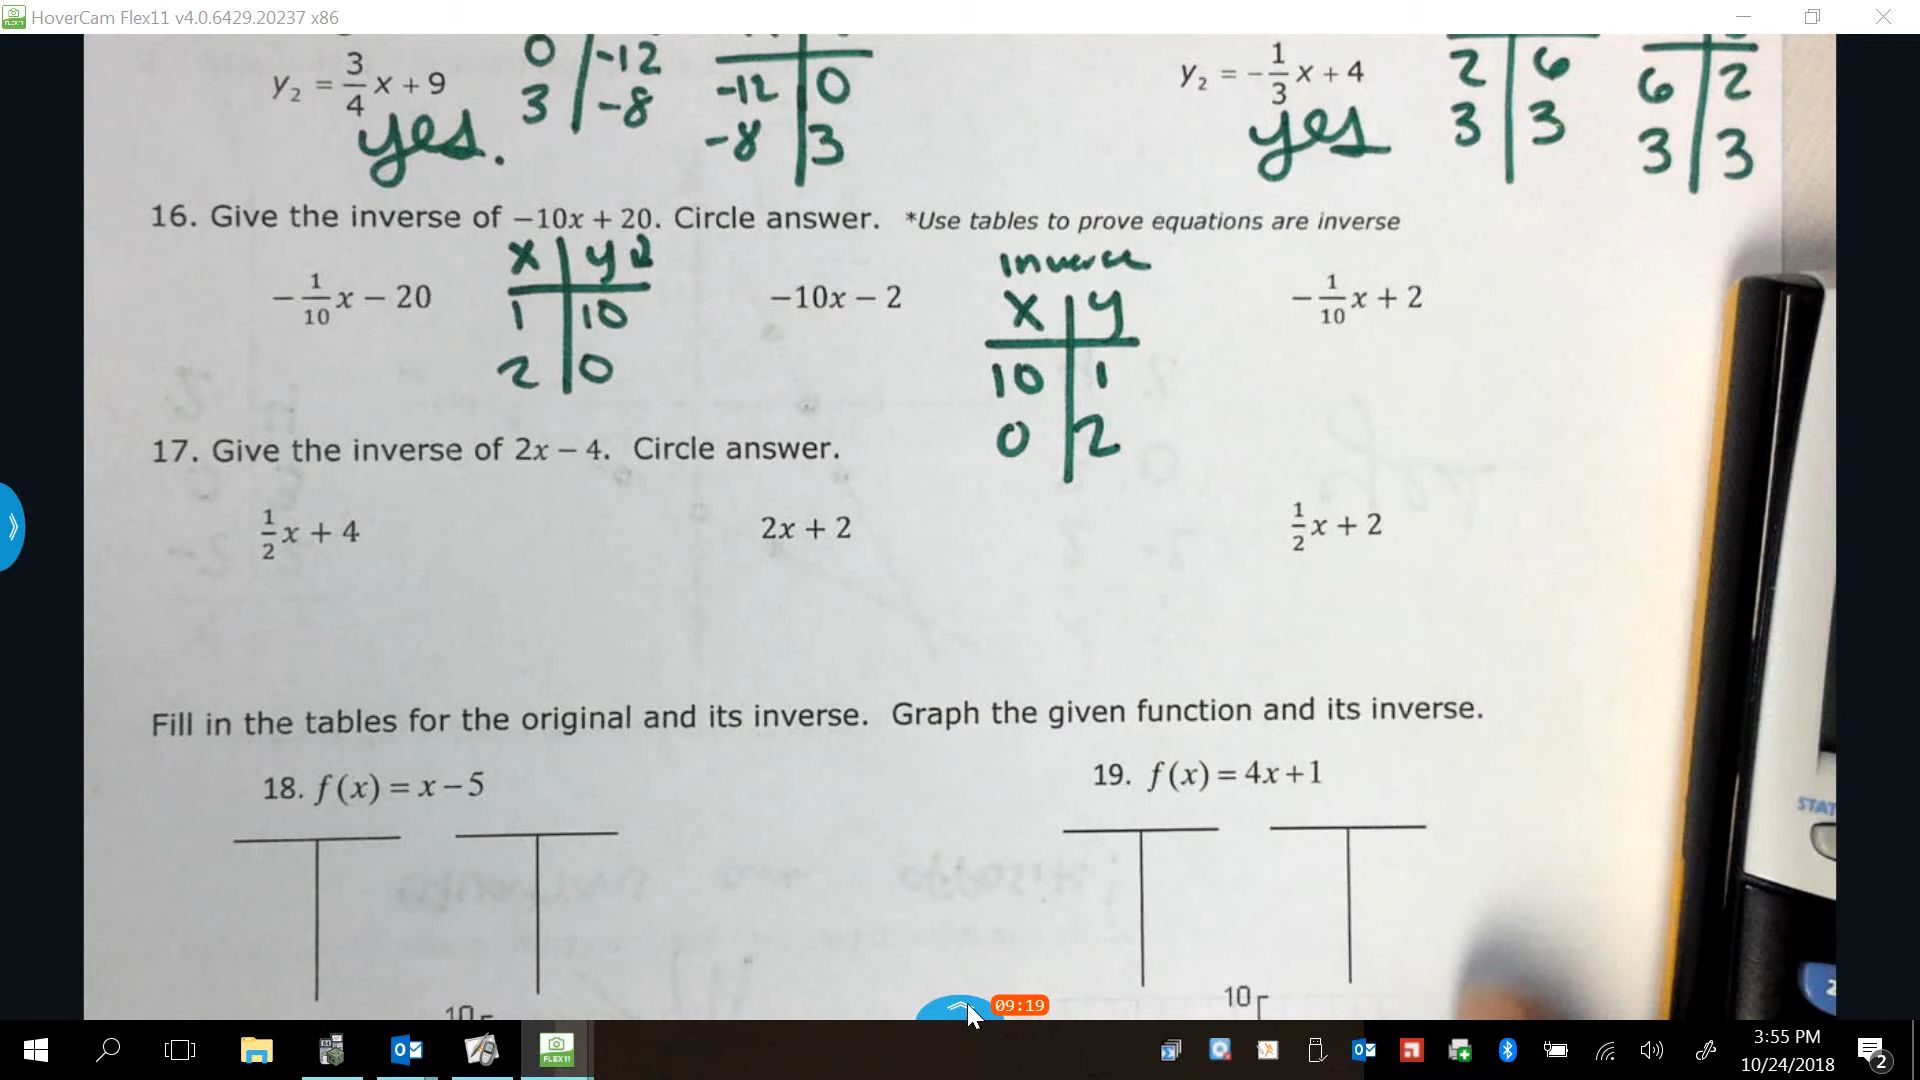 HoverCam Flex11 v4.0.6429.20237 x86
0 -12
3 -8
-12 0
-8 3
y₂ = 3/4 x + 9
yes.
y₂ = -1/3 x + 4
yes
2 6
3 3
6 2
3 3
16. Give the inverse of −10x + 20. Circle answer. *Use tables to prove equations are inverse
−1/10 x − 20
x y
1 10
2 0
−10x − 2
inverse
x y
10 1
0 2
−1/10 x + 2
17. Give the inverse of 2x − 4. Circle answer.
1/2 x + 4
2x + 2
1/2 x + 2
Fill in the tables for the original and its inverse. Graph the given function and its inverse.
18. f(x) = x − 5
19. f(x) = 4x + 1
STAT
10
10
2
09:19
FLEX11
3:55 PM
10/24/2018
2